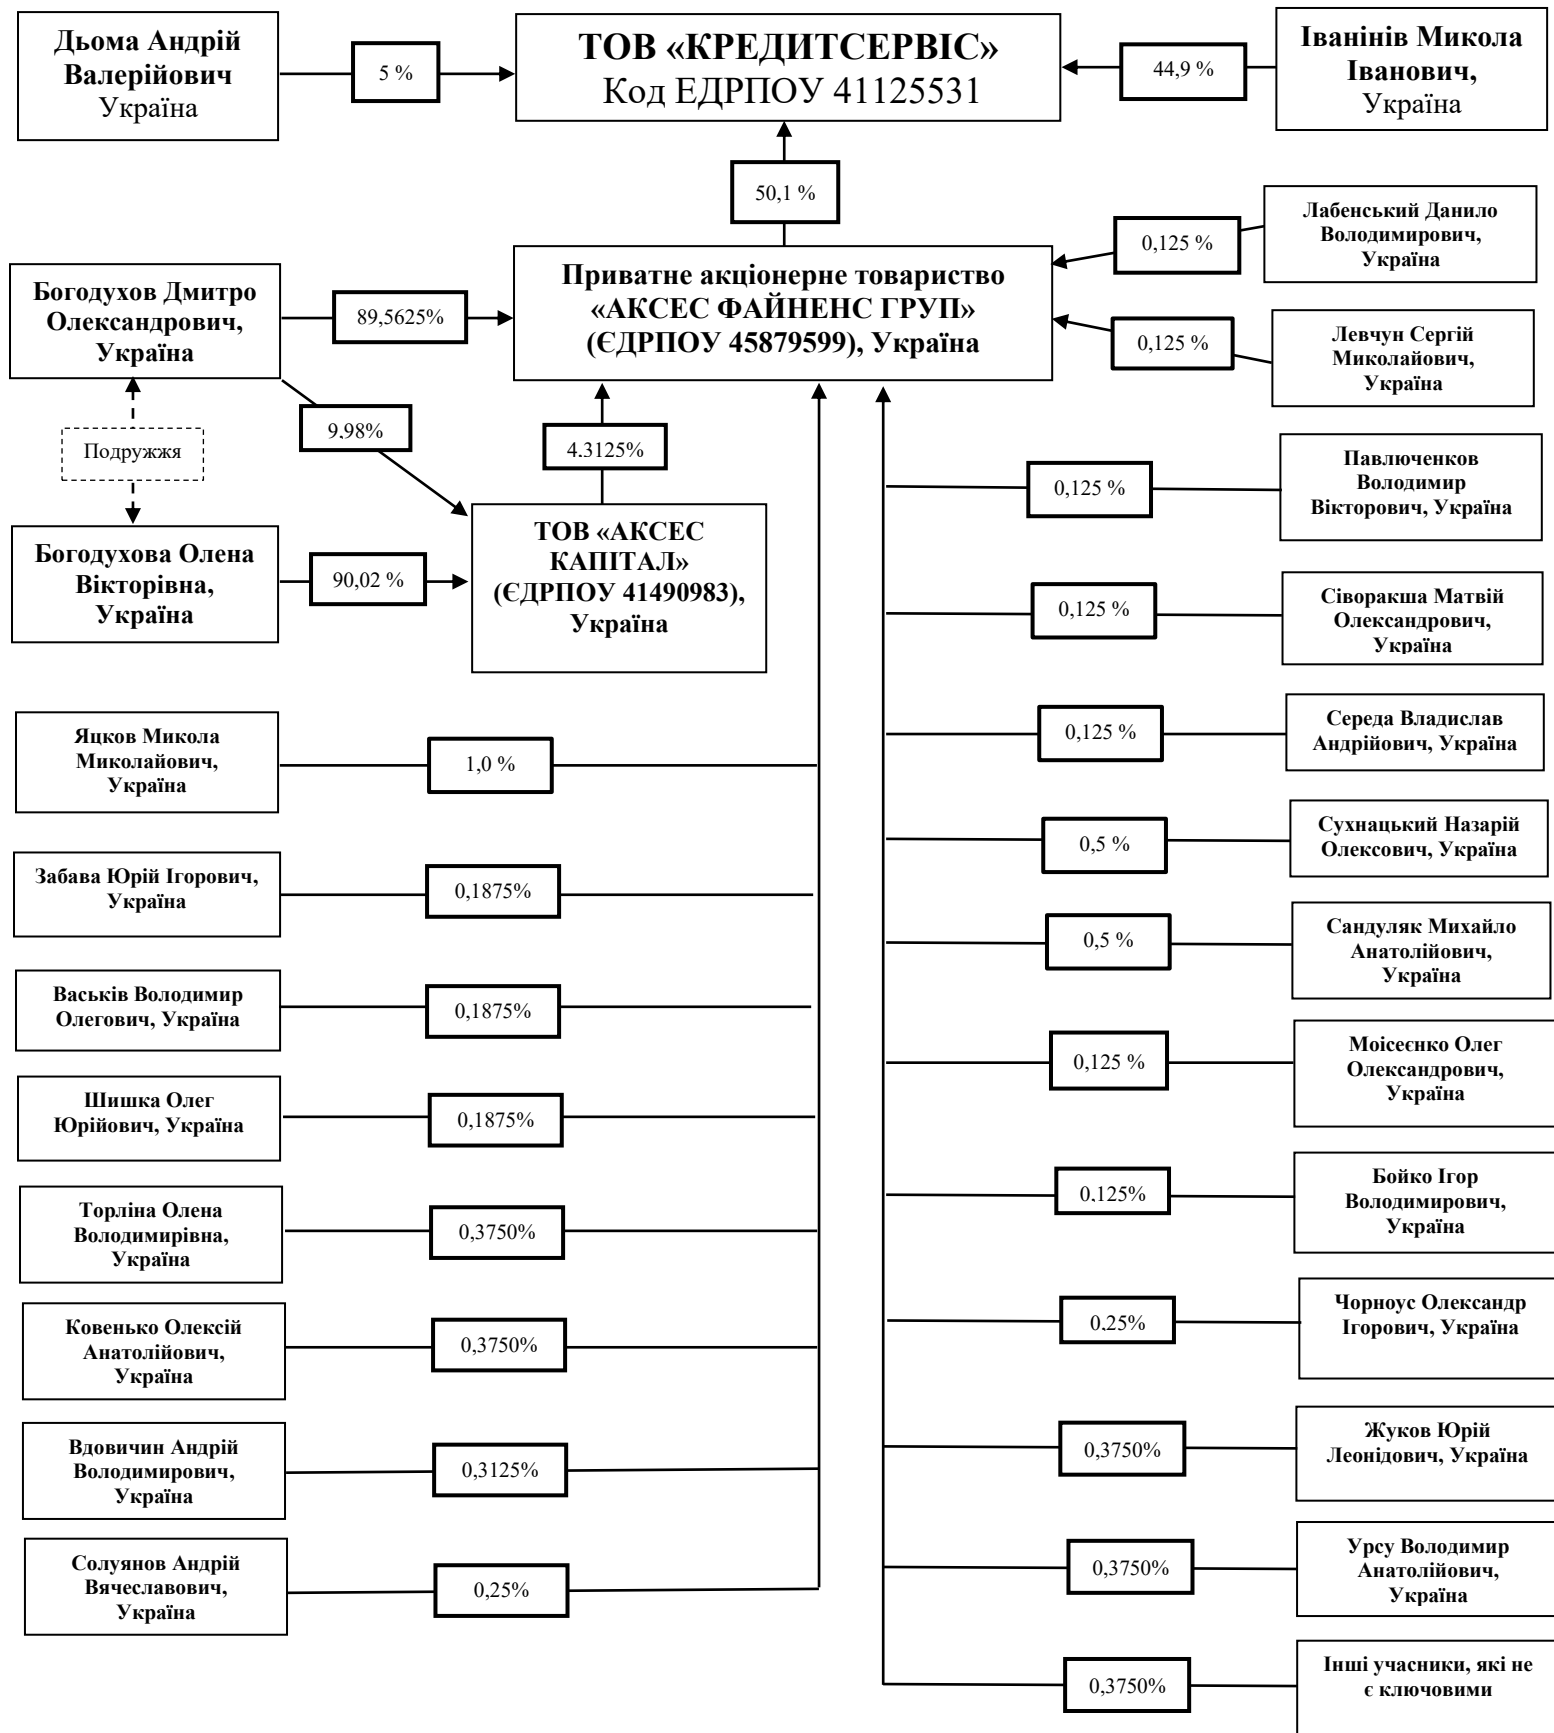 Дьома Андрій
Валерійович
Україна
5 %
ТОВ «КРЕДИТСЕРВІС»
Код ЕДРПОУ 41125531
44,9 %
Іванінів Микола
Іванович,
Україна
50,1 %
Лабенський Данило
Володимирович,
Україна
0,125 %
Богодухов Дмитро
Олександрович,
Україна
89,5625%
Приватне акціонерне товариство
«АКСЕС ФАЙНЕНС ГРУП»
(ЄДРПОУ 45879599), Україна
0,125 %
Левчун Сергій
Миколайович,
Україна
Подружжя
9,98%
4,3125%
0,125 %
Павлюченков
Володимир
Вікторович, Україна
Богодухова Олена
Вікторівна,
Україна
90,02 %
ТОВ «АКСЕС
КАПІТАЛ»
(ЄДРПОУ 41490983),
Україна
0,125 %
Сіворакша Матвій
Олександрович,
Україна
Яцков Микола
Миколайович,
Україна
1,0 %
0,125 %
Середа Владислав
Андрійович, Україна
Забава Юрій Ігорович,
Україна
0,1875%
0,5 %
Сухнацький Назарій
Олексович, Україна
Васьків Володимир
Олегович, Україна
0,1875%
0,5 %
Сандуляк Михайло
Анатолійович,
Україна
Шишка Олег
Юрійович, Україна
0,1875%
0,125 %
Моісеєнко Олег
Олександрович,
Україна
Торліна Олена
Володимирівна,
Україна
0,3750%
0,125%
Бойко Ігор
Володимирович,
Україна
Ковенько Олексій
Анатолійович,
Україна
0,3750%
0,25%
Чорноус Олександр
Ігорович, Україна
Вдовичин Андрій
Володимирович,
Україна
0,3125%
0,3750%
Жуков Юрій
Леонідович, Україна
Солуянов Андрій
Вячеславович,
Україна
0,25%
0,3750%
Урсу Володимир
Анатолійович,
Україна
0,3750%
Інші учасники, які не
є ключовими